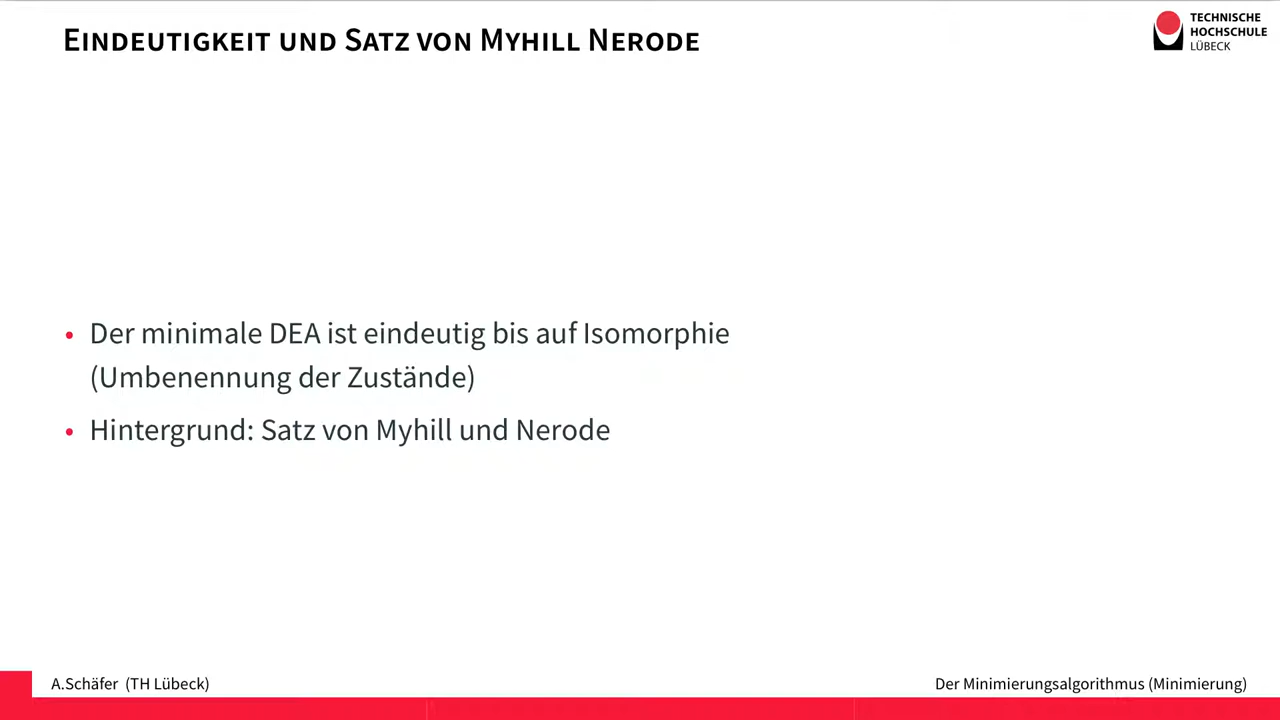 Eindeutigkeit und Satz von Myhill Nerode
TECHNISCHE
HOCHSCHULE
LÜBECK
• Der minimale DEA ist eindeutig bis auf Isomorphie
(Umbenennung der Zustände)
• Hintergrund: Satz von Myhill und Nerode
A.Schäfer (TH Lübeck)
Der Minimierungsalgorithmus (Minimierung)